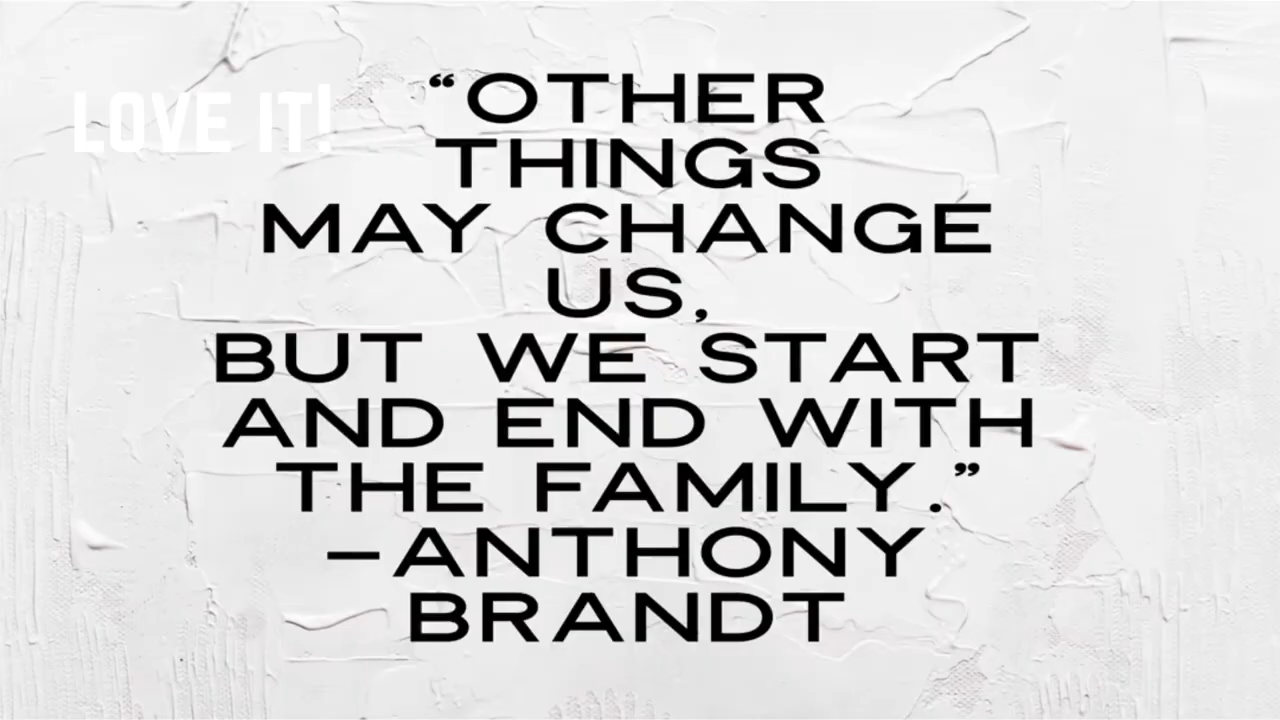 LOVE IT!
“OTHER
THINGS
MAY CHANGE
US,
BUT WE START
AND END WITH
THE FAMILY.”
–ANTHONY
BRANDT